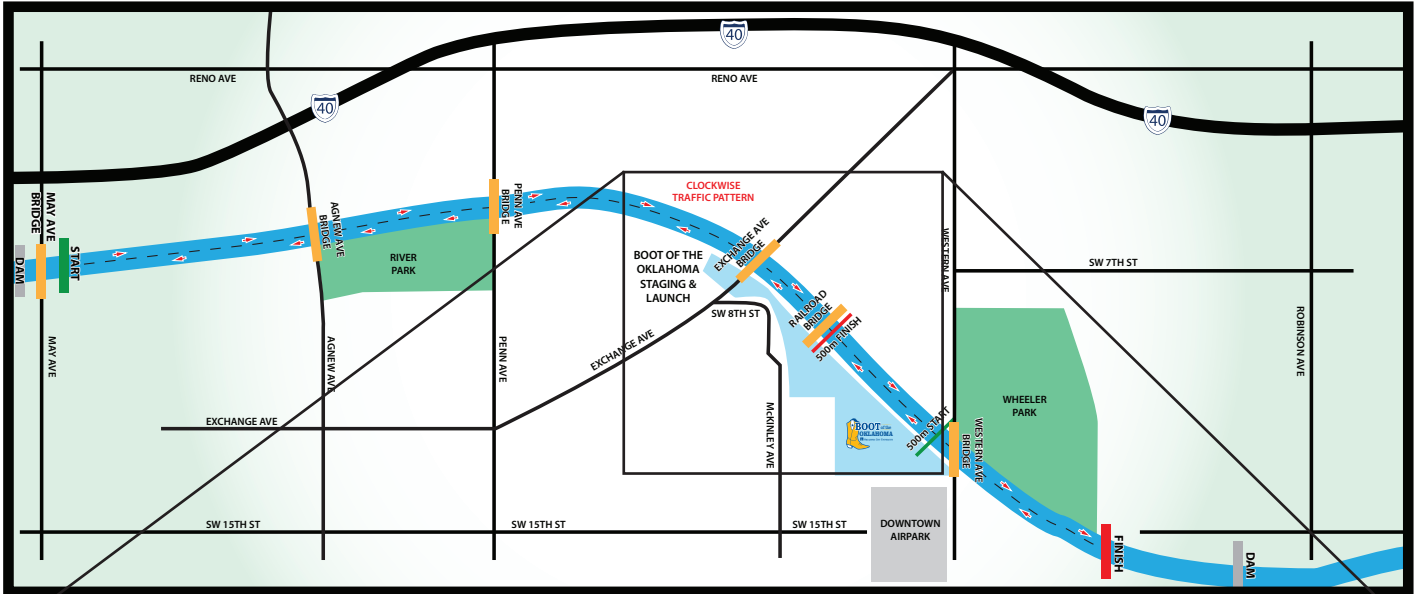 40
RENO AVE
RENO AVE
40
40
CLOCKWISE
TRAFFIC PATTERN
MAY AVE
BRIDGE
DAM
START
AGNEW AVE
BRIDGE
PENN AVE
BRIDGE
RIVER
PARK
EXCHANGE AVE
BRIDGE
BOOT OF THE
OKLAHOMA
STAGING &
LAUNCH
WESTERN AVE
SW 7TH ST
SW 8TH ST
RAILROAD
BRIDGE
500m FINISH
MAY AVE
AGNEW AVE
PENN AVE
EXCHANGE AVE
ROBINSON AVE
WHEELER
PARK
EXCHANGE AVE
McKINLEY AVE
BOOT of the
OKLAHOMA
500m START
WESTERN AVE
BRIDGE
SW 15TH ST
SW 15TH ST
SW 15TH ST
DOWNTOWN
AIRPARK
FINISH
DAM